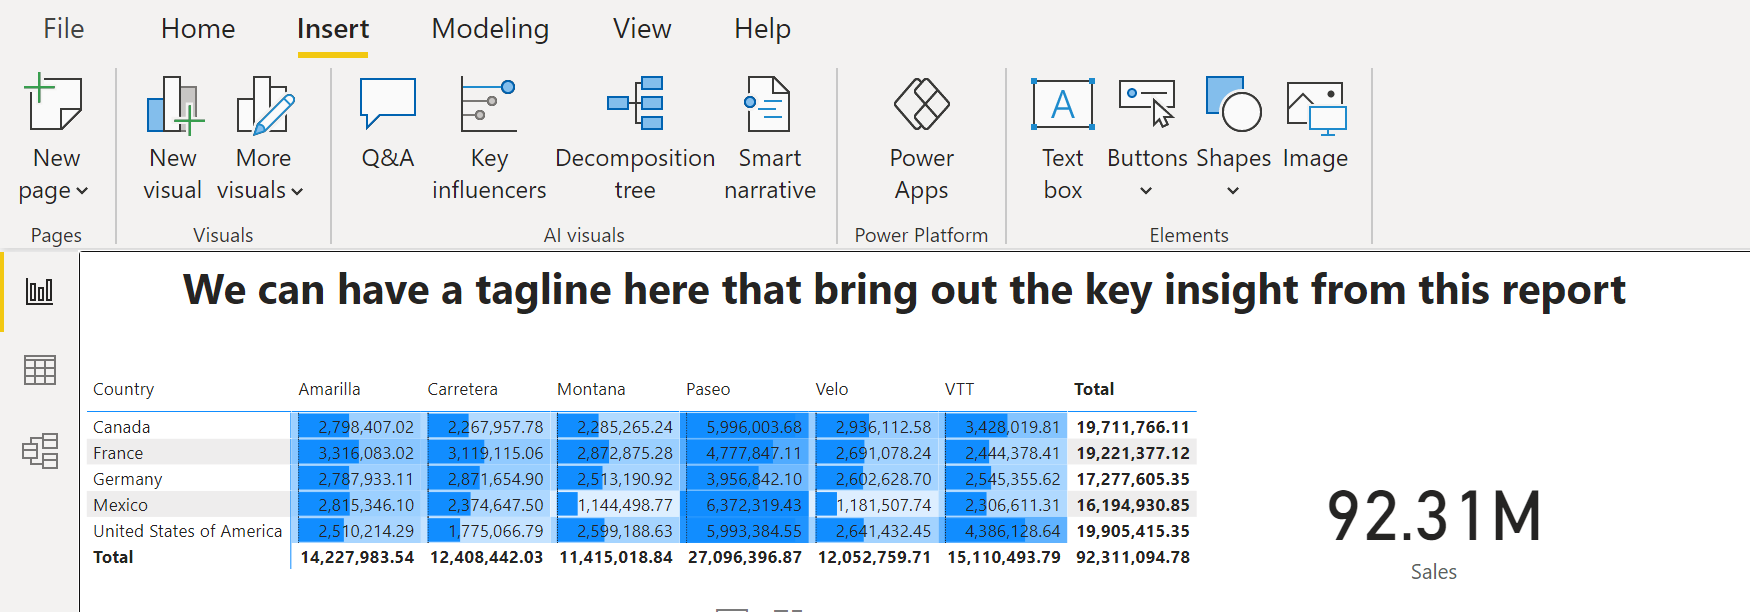 File Home Insert Modeling View Help
New page
New visual
More visuals
Q&A
Key influencers
Decomposition tree
Smart narrative
Power Apps
A
Text box
Buttons
Shapes
Image
Pages Visuals AI visuals Power Platform Elements
We can have a tagline here that bring out the key insight from this report
Country Amarilla Carretera Montana Paseo Velo VTT Total
Canada 2,798,407.02 2,267,957.78 2,285,265.24 5,996,003.68 2,936,112.58 3,428,019.81 19,711,766.11
France 3,316,083.02 3,119,115.06 2,872,875.28 4,777,847.11 2,691,078.24 2,444,378.41 19,221,377.12
Germany 2,787,933.11 2,871,654.90 2,513,190.92 3,956,842.10 2,602,628.70 2,545,355.62 17,277,605.35
Mexico 2,815,346.10 2,374,647.50 1,144,498.77 6,372,319.43 1,181,507.74 2,306,611.31 16,194,930.85
United States of America 2,510,214.29 1,775,066.79 2,599,188.63 5,993,384.55 2,641,432.45 4,386,128.64 19,905,415.35
Total 14,227,983.54 12,408,442.03 11,415,018.84 27,096,396.87 12,052,759.71 15,110,493.79 92,311,094.78
92.31M
Sales